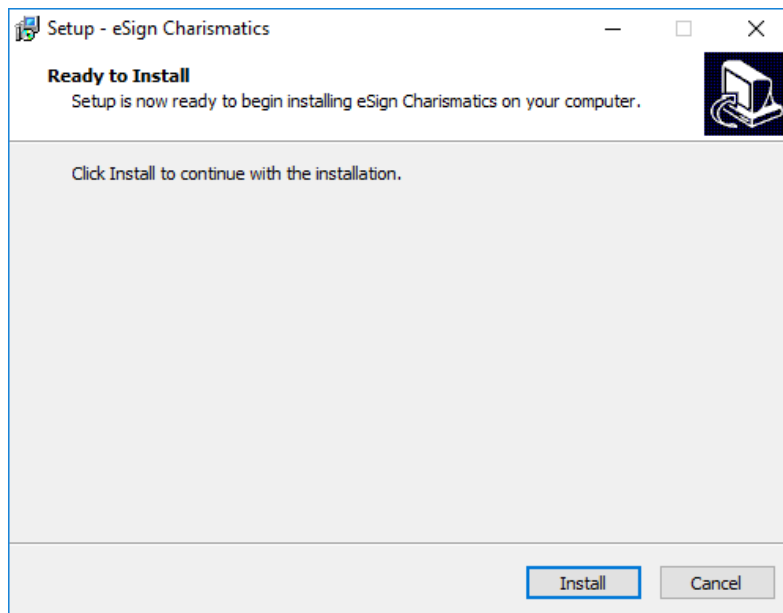 Setup - eSign Charismatics
Ready to Install
Setup is now ready to begin installing eSign Charismatics on your computer.
Click Install to continue with the installation.
Install
Cancel